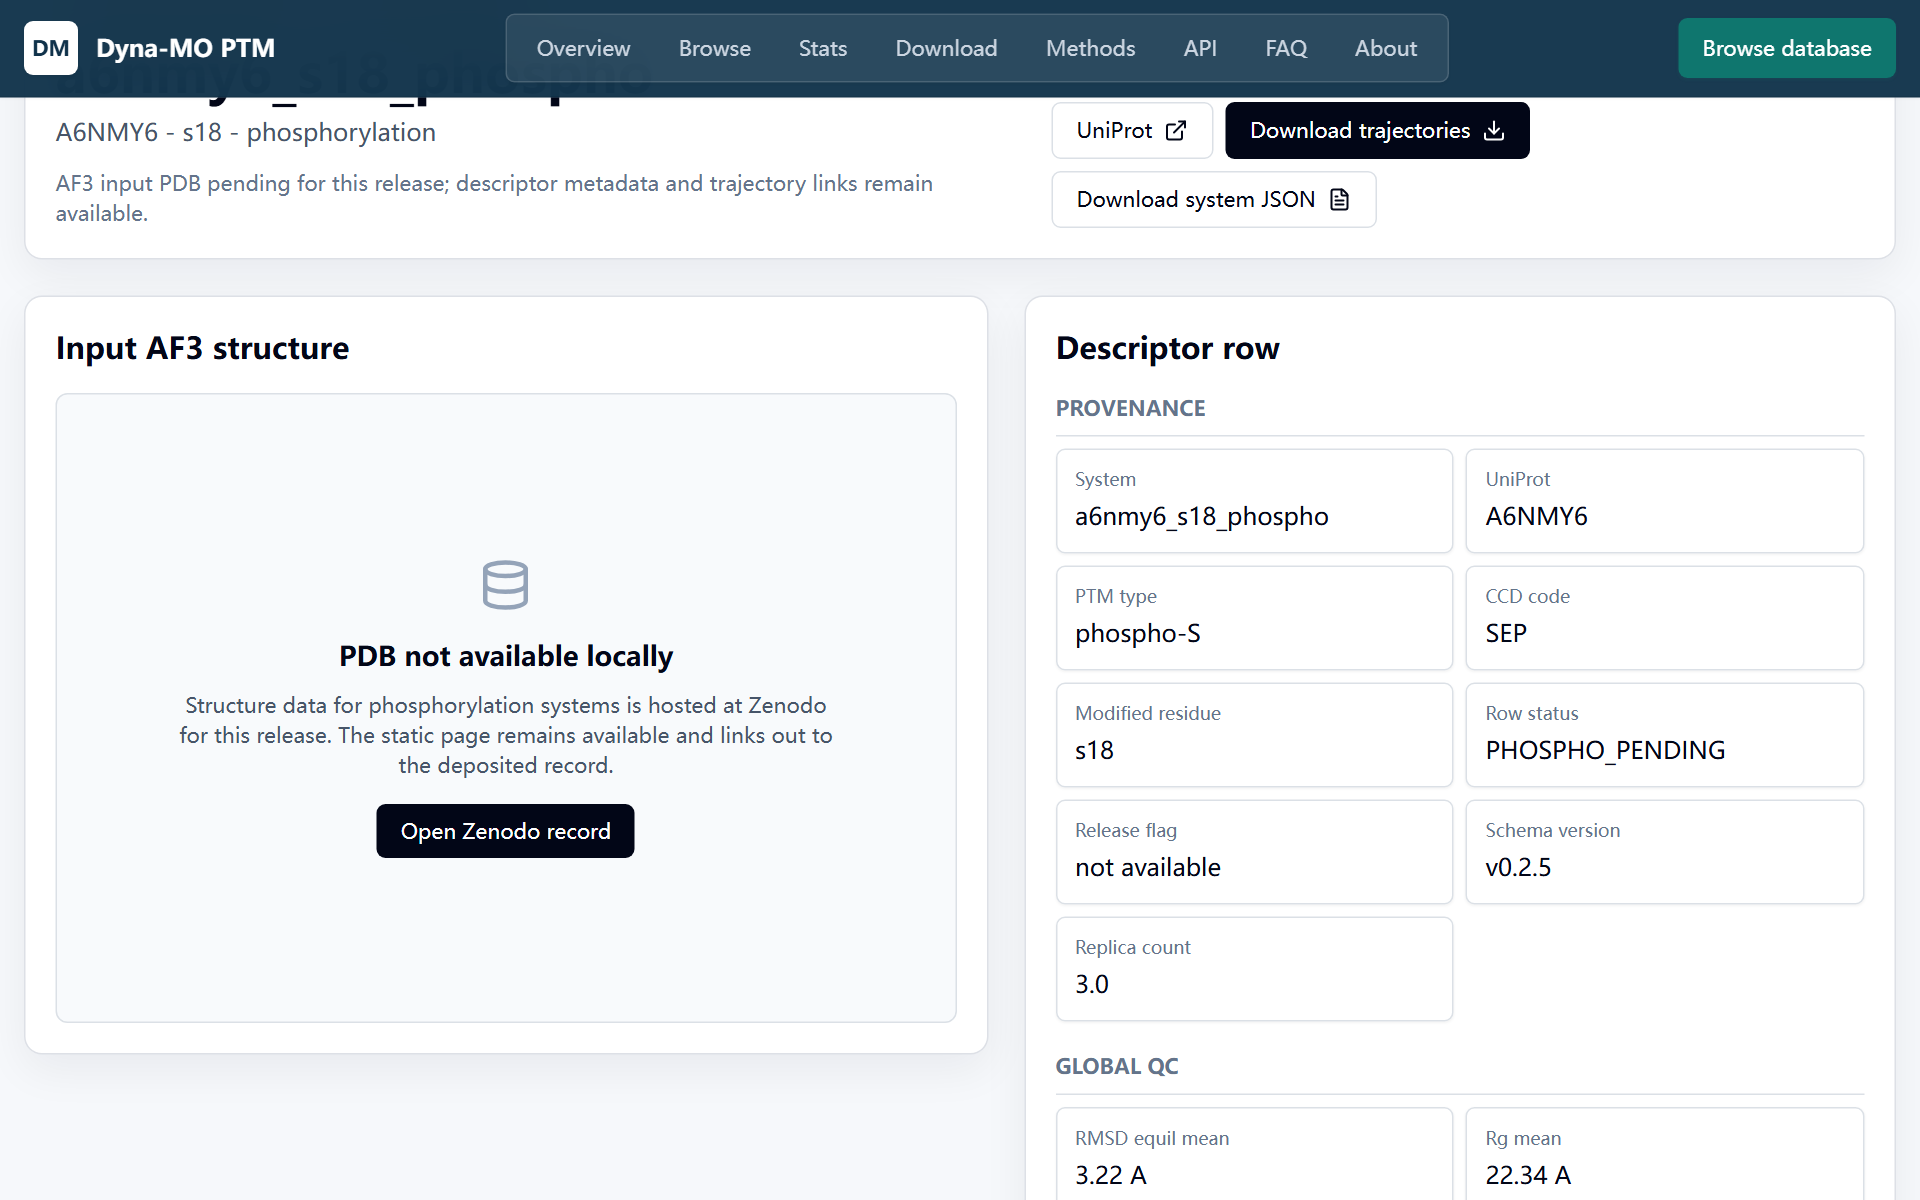 DM
Dyna-MO PTM
Overview
Browse
Stats
Download
Methods
API
FAQ
About
Browse database
a6nmy6_s18_phospho
A6NMY6 - s18 - phosphorylation
AF3 input PDB pending for this release; descriptor metadata and trajectory links remain
available.
UniProt
Download trajectories
Download system JSON
Input AF3 structure
PDB not available locally
Structure data for phosphorylation systems is hosted at Zenodo
for this release. The static page remains available and links out to
the deposited record.
Open Zenodo record
Descriptor row
PROVENANCE
System
a6nmy6_s18_phospho
UniProt
A6NMY6
PTM type
phospho-S
CCD code
SEP
Modified residue
s18
Row status
PHOSPHO_PENDING
Release flag
not available
Schema version
v0.2.5
Replica count
3.0
GLOBAL QC
RMSD equil mean
3.22 A
Rg mean
22.34 A